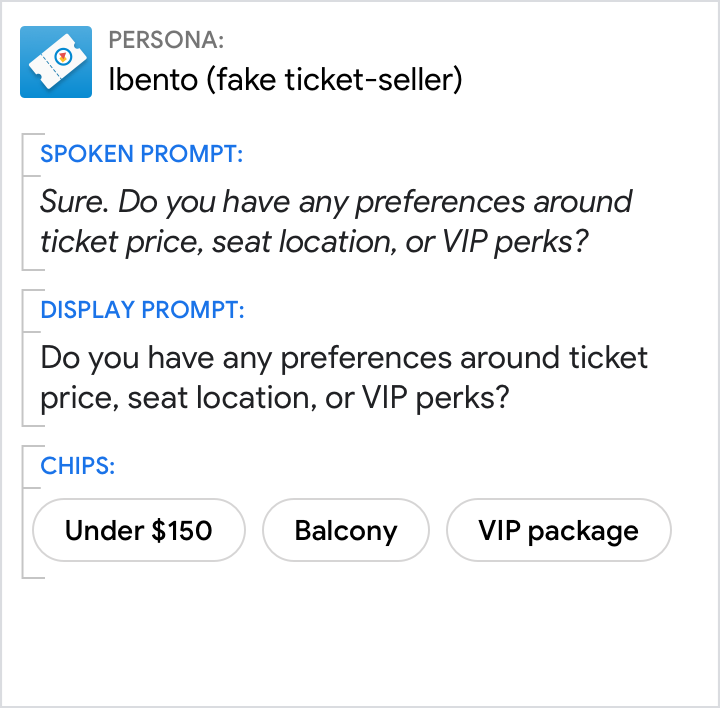 PERSONA:
Ibento (fake ticket-seller)
SPOKEN PROMPT:
Sure. Do you have any preferences around
ticket price, seat location, or VIP perks?
DISPLAY PROMPT:
Do you have any preferences around ticket
price, seat location, or VIP perks?
CHIPS:
Under $150
Balcony
VIP package